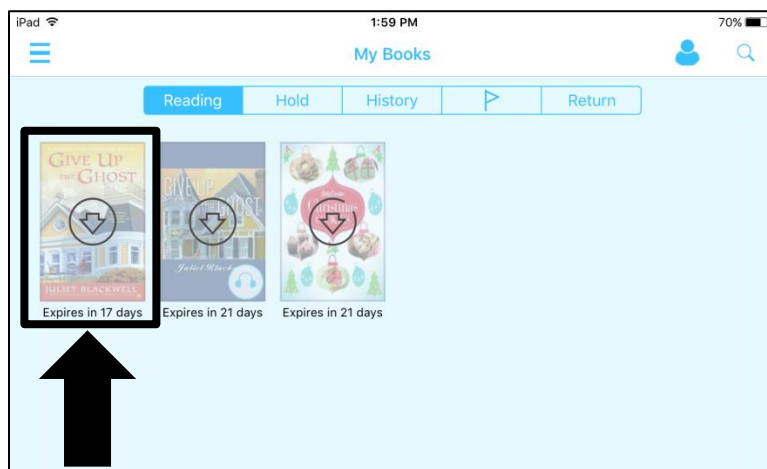 iPad 1:59 PM 70%
My Books
Reading Hold History Return
GIVE UP
THE GHOST
JULIET BLACKWELL
GIVE UP
THE GHOST
Juliet Black
Christmas
Expires in 17 days Expires in 21 days Expires in 21 days